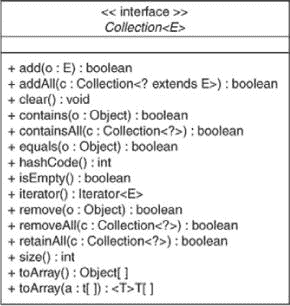 << interface >>
Collection<E>
+ add(o : E) : boolean
+ addAll(c : Collection<? extends E>) : boolean
+ clear() : void
+ contains(o : Object) : boolean
+ containsAll(c : Collection<?>) : boolean
+ equals(o : Object) : boolean
+ hashCode() : int
+ isEmpty() : boolean
+ iterator() : Iterator<E>
+ remove(o : Object) : boolean
+ removeAll(c : Collection<?>) : boolean
+ retainAll(c : Collection<?>) : boolean
+ size() : int
+ toArray() : Object[ ]
+ toArray(a : t[ ]) : <T>T[ ]